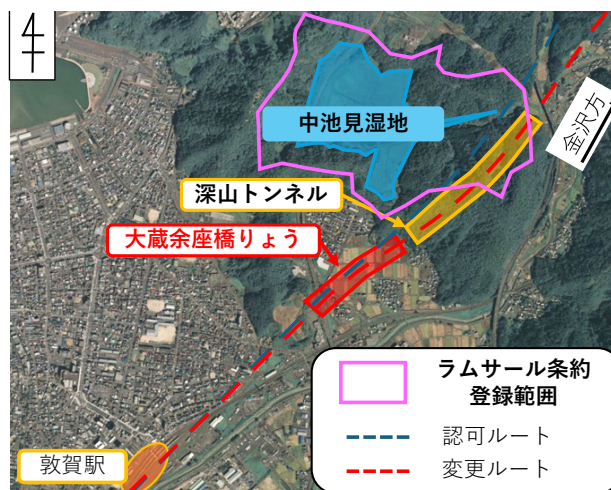 中池見湿地
金沢方
深山トンネル
大蔵余座橋りょう
敦賀駅
ラムサール条約
登録範囲
認可ルート
変更ルート